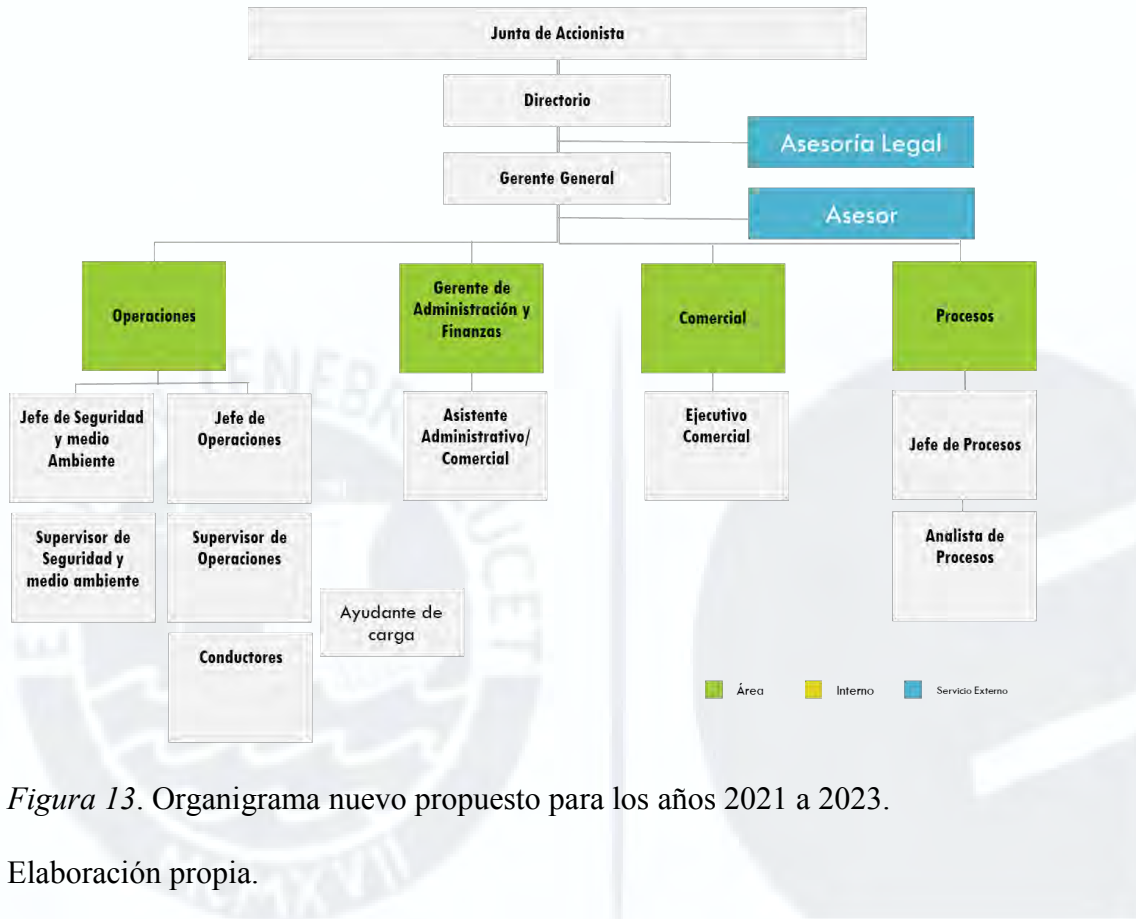 Junta de Accionista
Directorio
Asesoría Legal
Gerente General
Asesor
Operaciones
Gerente de
Administración y
Finanzas
Comercial
Procesos
Jefe de Seguridad
y medio
Ambiente
Jefe de
Operaciones
Asistente
Administrativo/
Comercial
Ejecutivo
Comercial
Jefe de Procesos
Supervisor de
Seguridad y
medio ambiente
Supervisor de
Operaciones
Analista de
Procesos
Ayudante de
carga
Conductores
Área
Interno
Servicio Externo
Figura 13. Organigrama nuevo propuesto para los años 2021 a 2023.
Elaboración propia.
MCMXVII